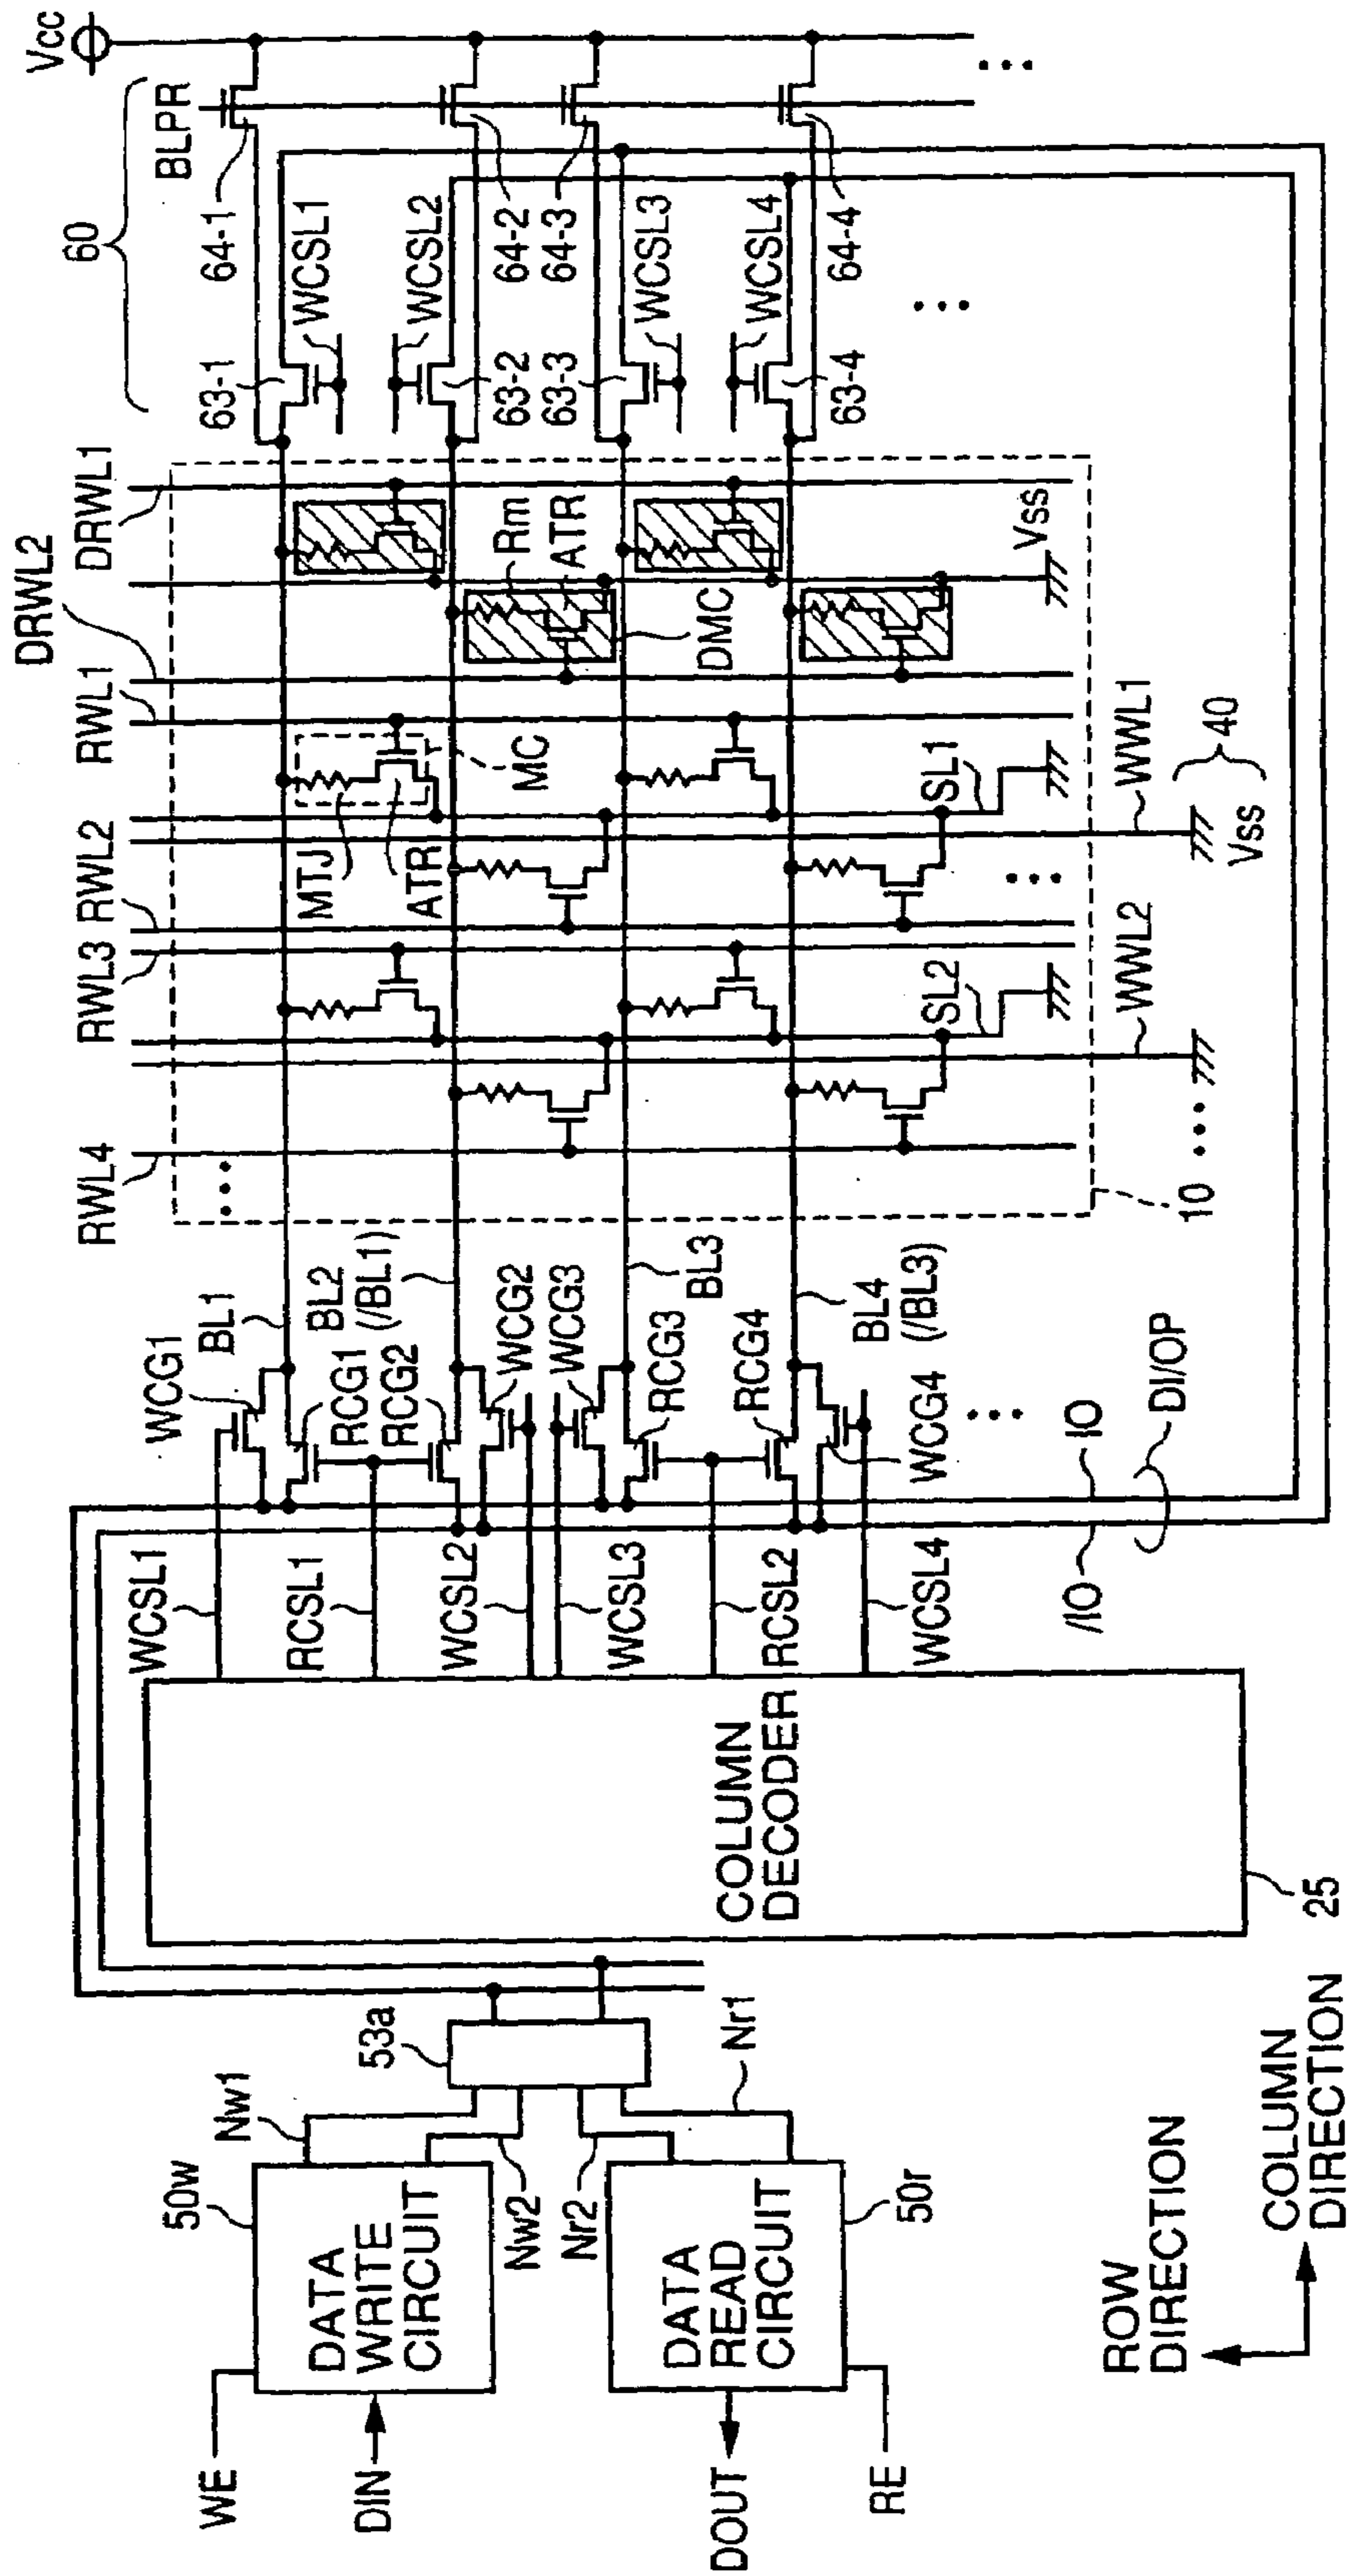 Vcc
60
BLPR
64-1
WCSL1
WCSL2
64-2
64-3
WCSL3
WCSL4
64-4
63-1
63-2
63-3
63-4
DRWL1
DRWL2
RWL1
Rm
ATR
DMC
Vss
MC
MTJ
ATR
RWL2
RWL3
SL1
WWL1
40
Vss
SL2
WWL2
RWL4
10
BL1
BL2
(/BL1)
BL3
BL4
(/BL3)
WCG1
RCG1
RCG2
WCG2
WCG3
RCG3
RCG4
WCG4
IO
/IO
DI/OP
WCSL1
RCSL1
WCSL2
WCSL3
RCSL2
WCSL4
COLUMN
DECODER
25
53a
Nw1
Nw2
Nr2
Nr1
50w
DATA
WRITE
CIRCUIT
50r
DATA
READ
CIRCUIT
WE
DIN
DOUT
RE
ROW
DIRECTION
COLUMN
DIRECTION